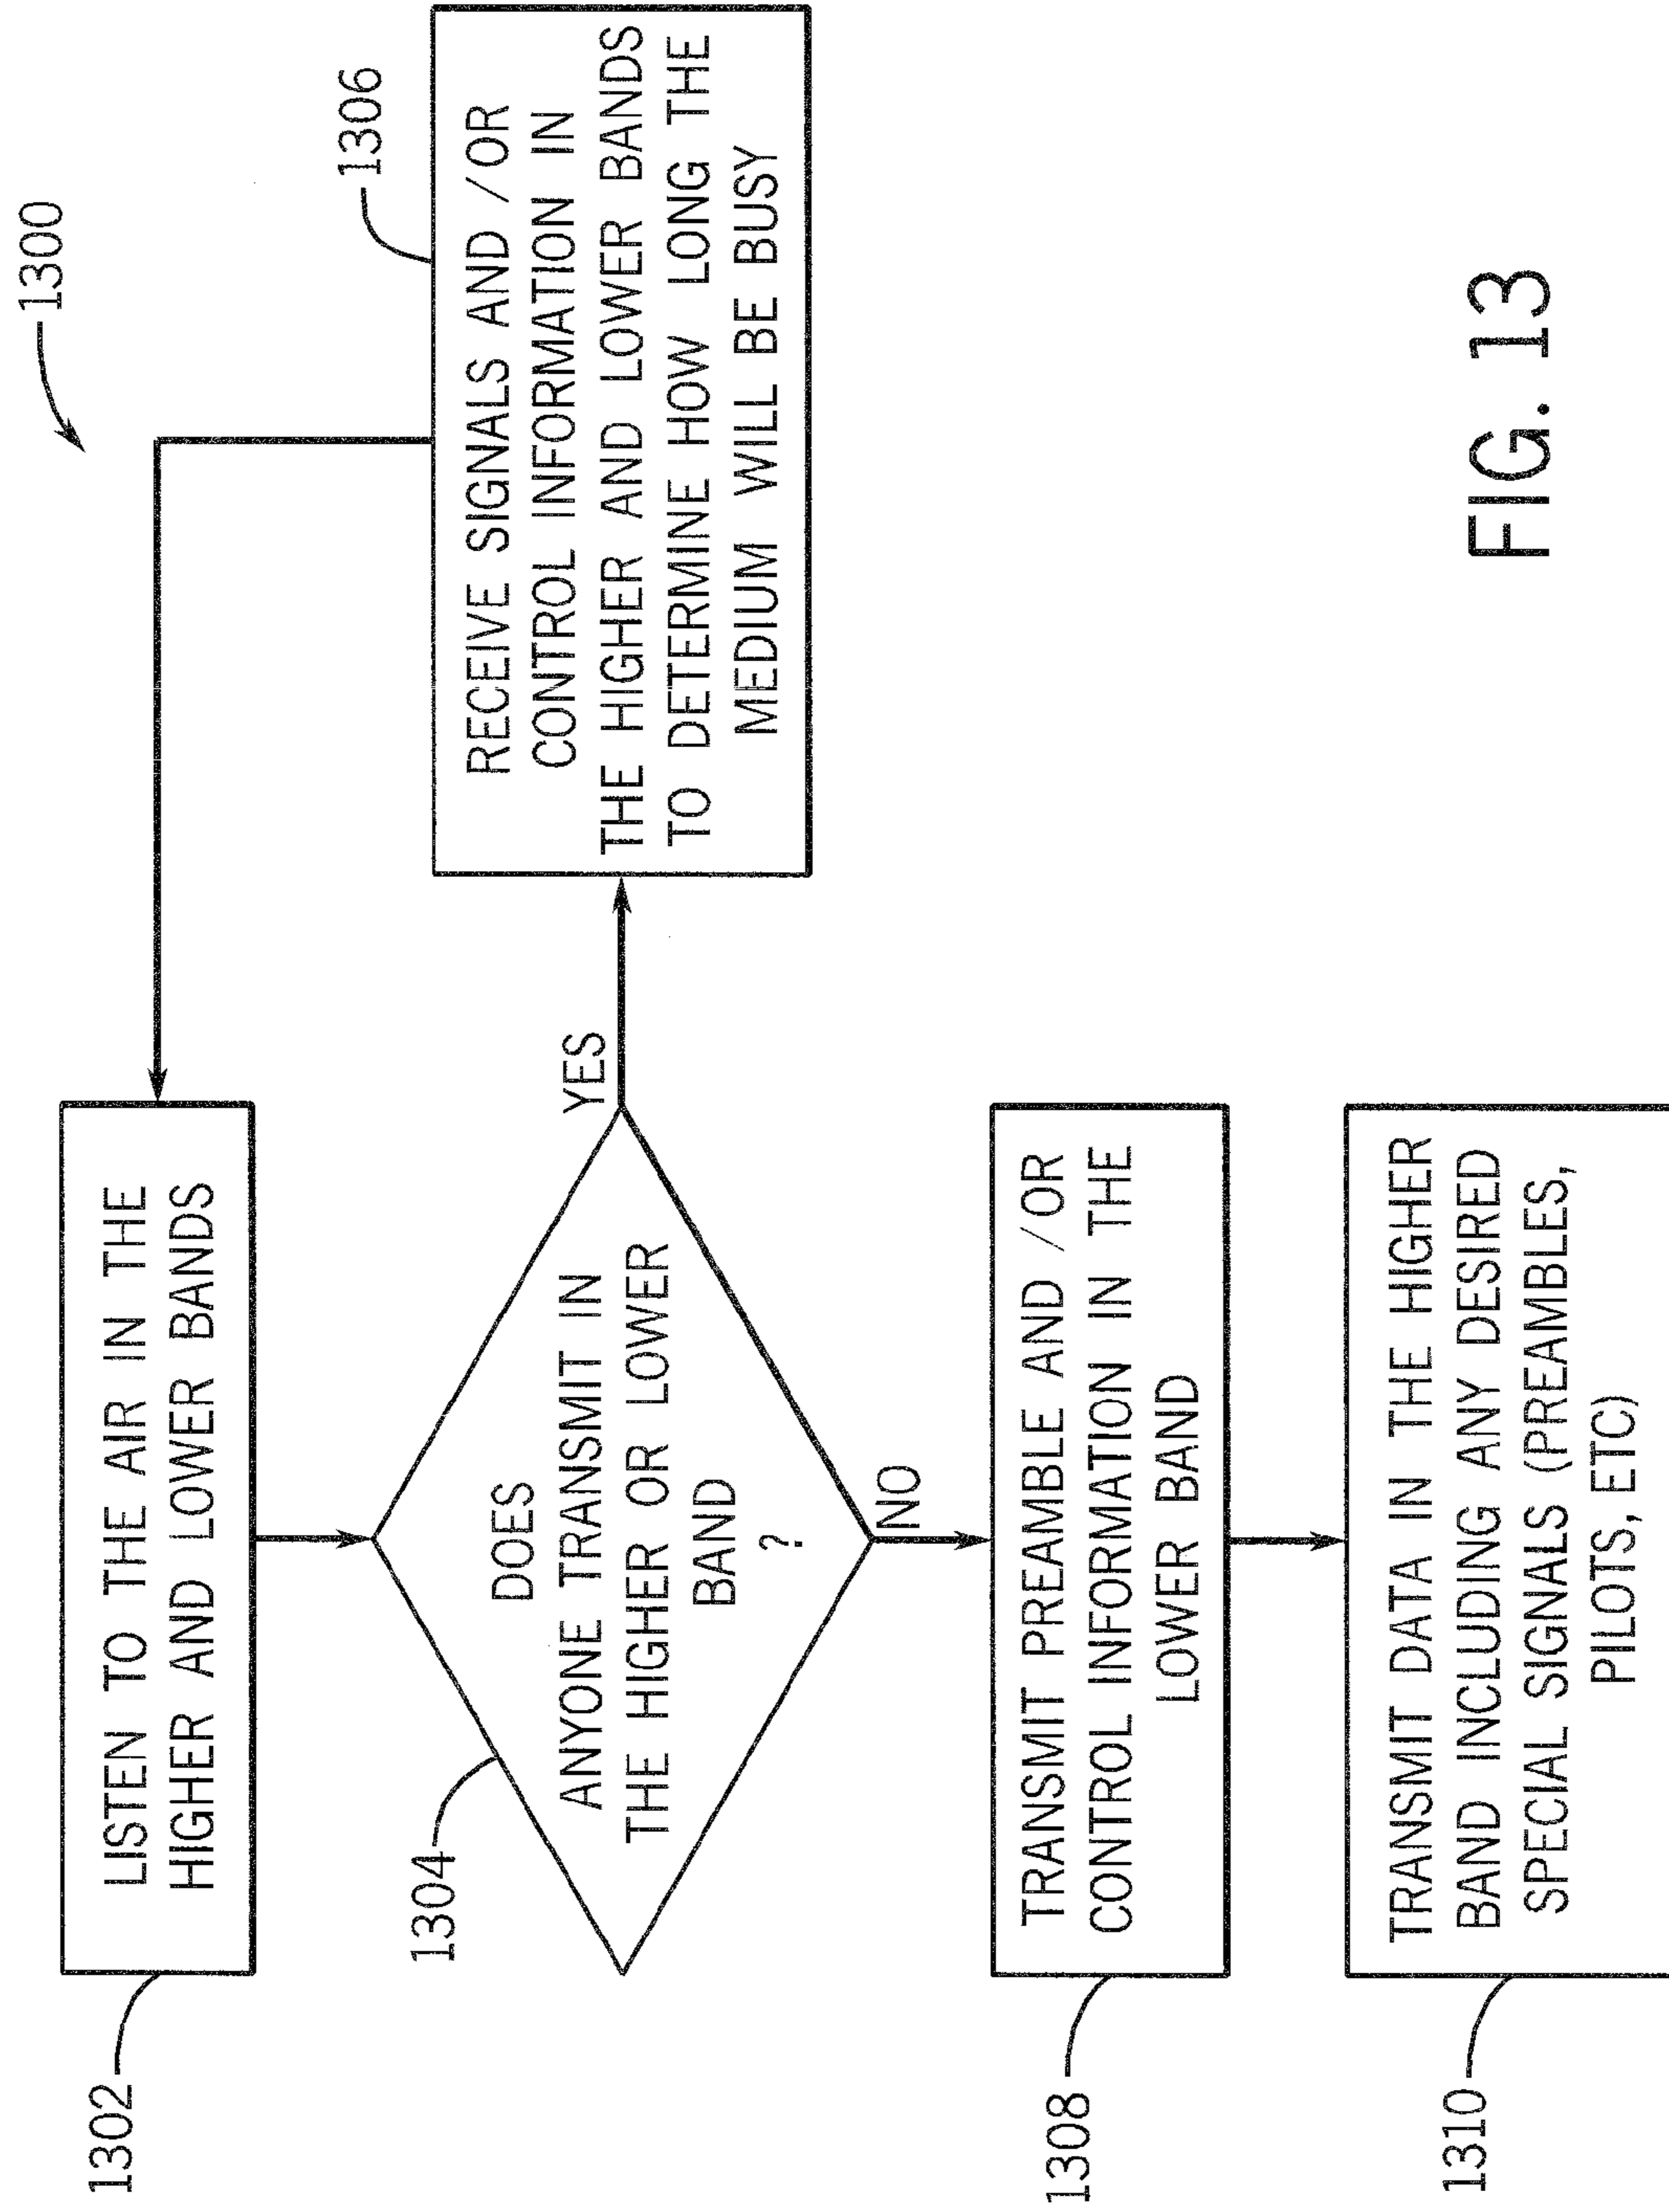 1300
1302
LISTEN TO THE AIR IN THE
HIGHER AND LOWER BANDS
1304
DOES
ANYONE TRANSMIT IN
THE HIGHER OR LOWER
BAND
?
YES
NO
1306
RECEIVE SIGNALS AND /OR
CONTROL INFORMATION IN
THE HIGHER AND LOWER BANDS
TO DETERMINE HOW LONG THE
MEDIUM WILL BE BUSY
1308
TRANSMIT PREAMBLE AND /OR
CONTROL INFORMATION IN THE
LOWER BAND
1310
TRANSMIT DATA IN THE HIGHER
BAND INCLUDING ANY DESIRED
SPECIAL SIGNALS (PREAMBLES,
PILOTS, ETC)
FIG. 13